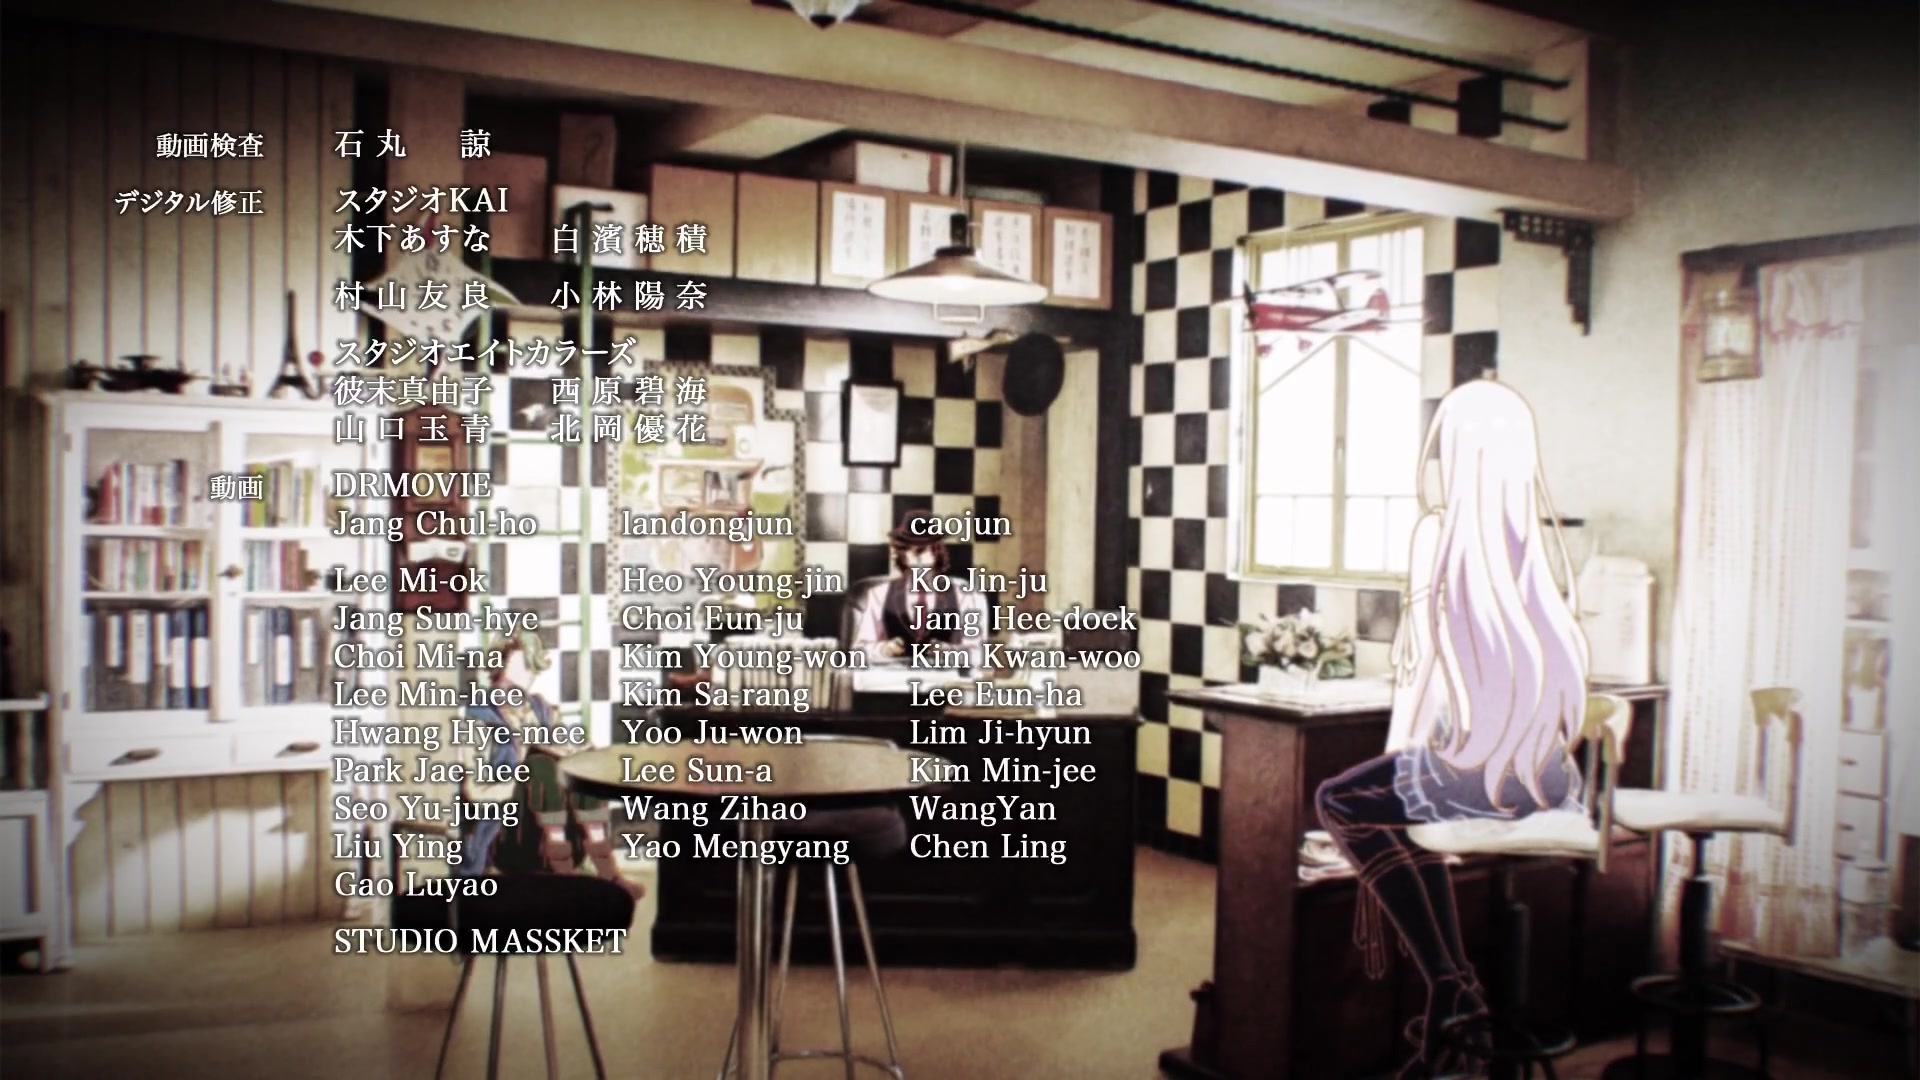 動画検査 石丸 諒
デジタル修正 スタジオKAI
木下あすな 白濱穂積
村山友良 小林陽奈
スタジオエイトカラーズ
彼末真由子 西原碧海
山口玉青 北岡優花
動画 DRMOVIE
Jang Chul-ho landongjun caojun
Lee Mi-ok Heo Young-jin Ko Jin-ju
Jang Sun-hye Choi Eun-ju Jang Hee-doek
Choi Mi-na Kim Young-won Kim Kwan-woo
Lee Min-hee Kim Sa-rang Lee Eun-ha
Hwang Hye-mee Yoo Ju-won Lim Ji-hyun
Park Jae-hee Lee Sun-a Kim Min-jee
Seo Yu-jung Wang Zihao WangYan
Liu Ying Yao Mengyang Chen Ling
Gao Luyao
STUDIO MASSKET